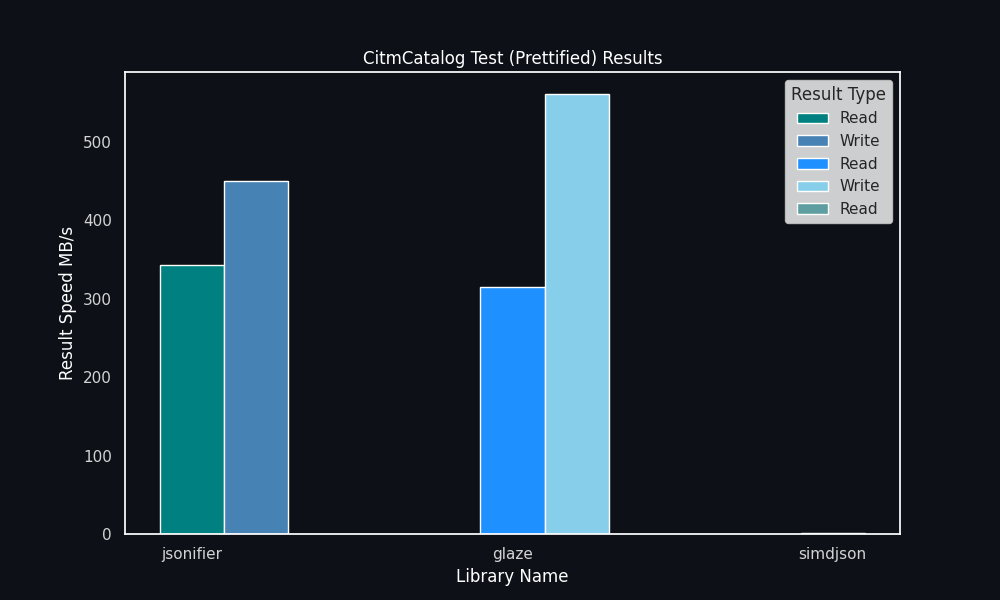 CitmCatalog Test (Prettified) Results
Result Type
Read
Write
Read
Write
Read
Result Speed MB/s
500
400
300
200
100
0
jsonifier
glaze
simdjson
Library Name